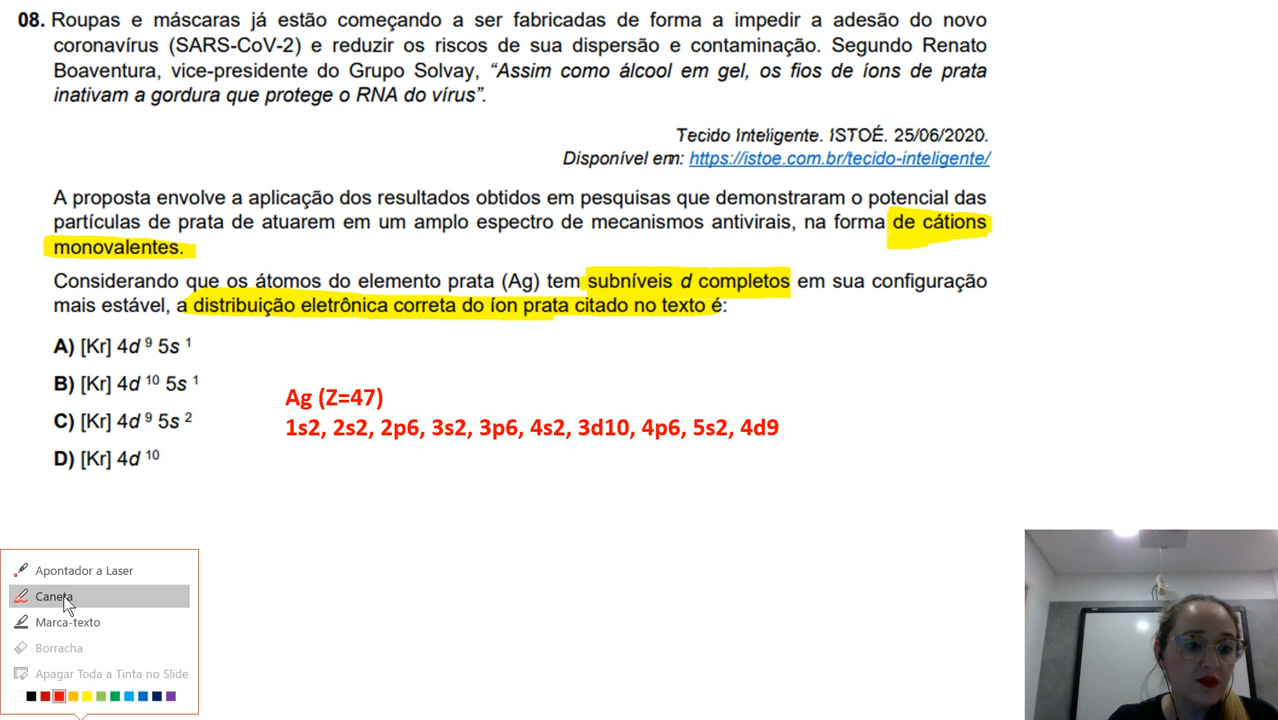 08. Roupas e máscaras já estão começando a ser fabricadas de forma a impedir a adesão do novo
coronavírus (SARS-CoV-2) e reduzir os riscos de sua dispersão e contaminação. Segundo Renato
Boaventura, vice-presidente do Grupo Solvay, “Assim como álcool em gel, os fios de íons de prata
inativam a gordura que protege o RNA do vírus”.
Tecido Inteligente. ISTOÉ. 25/06/2020.
Disponível em: https://istoe.com.br/tecido-inteligente/
A proposta envolve a aplicação dos resultados obtidos em pesquisas que demonstraram o potencial das
partículas de prata de atuarem em um amplo espectro de mecanismos antivirais, na forma de cátions
monovalentes.
Considerando que os átomos do elemento prata (Ag) tem subníveis d completos em sua configuração
mais estável, a distribuição eletrônica correta do íon prata citado no texto é:
A) [Kr] 4d 9 5s 1
B) [Kr] 4d 10 5s 1
C) [Kr] 4d 9 5s 2
D) [Kr] 4d 10
Ag (Z=47)
1s2, 2s2, 2p6, 3s2, 3p6, 4s2, 3d10, 4p6, 5s2, 4d9
Apontador a Laser
Caneta
Marca-texto
Borracha
Apagar Toda a Tinta no Slide